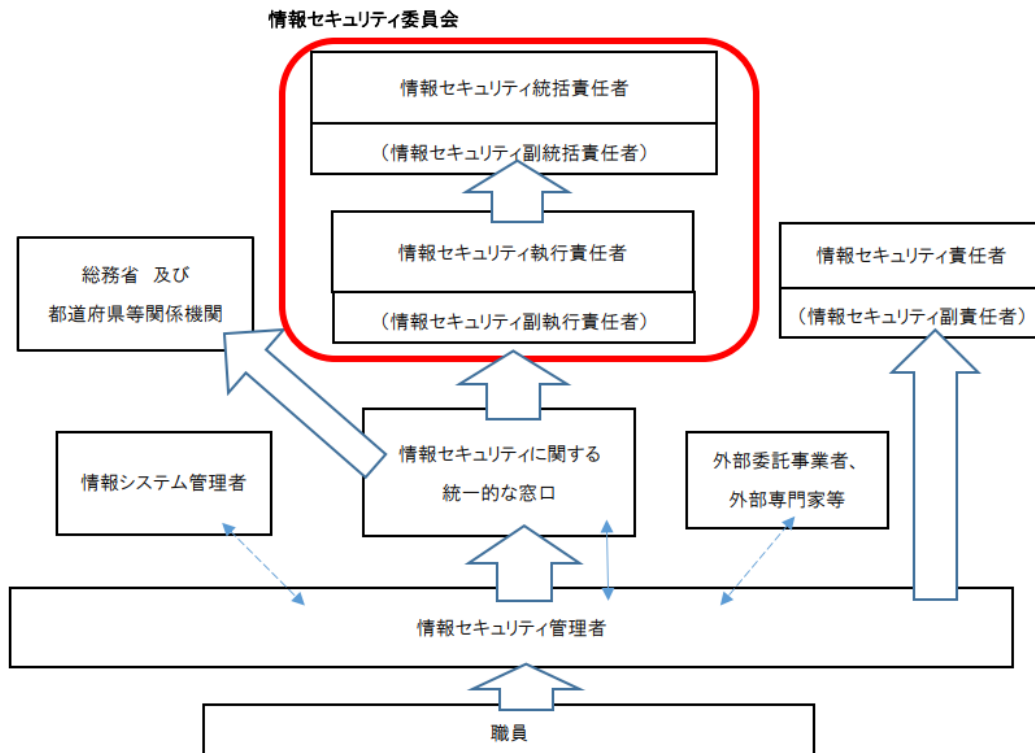 情報セキュリティ委員会
情報セキュリティ統括責任者
（情報セキュリティ副統括責任者）
情報セキュリティ執行責任者
（情報セキュリティ副執行責任者）
総務省　及び
都道府県等関係機関
情報セキュリティ責任者
（情報セキュリティ副責任者）
情報システム管理者
情報セキュリティに関する
統一的な窓口
外部委託事業者、
外部専門家等
情報セキュリティ管理者
職員